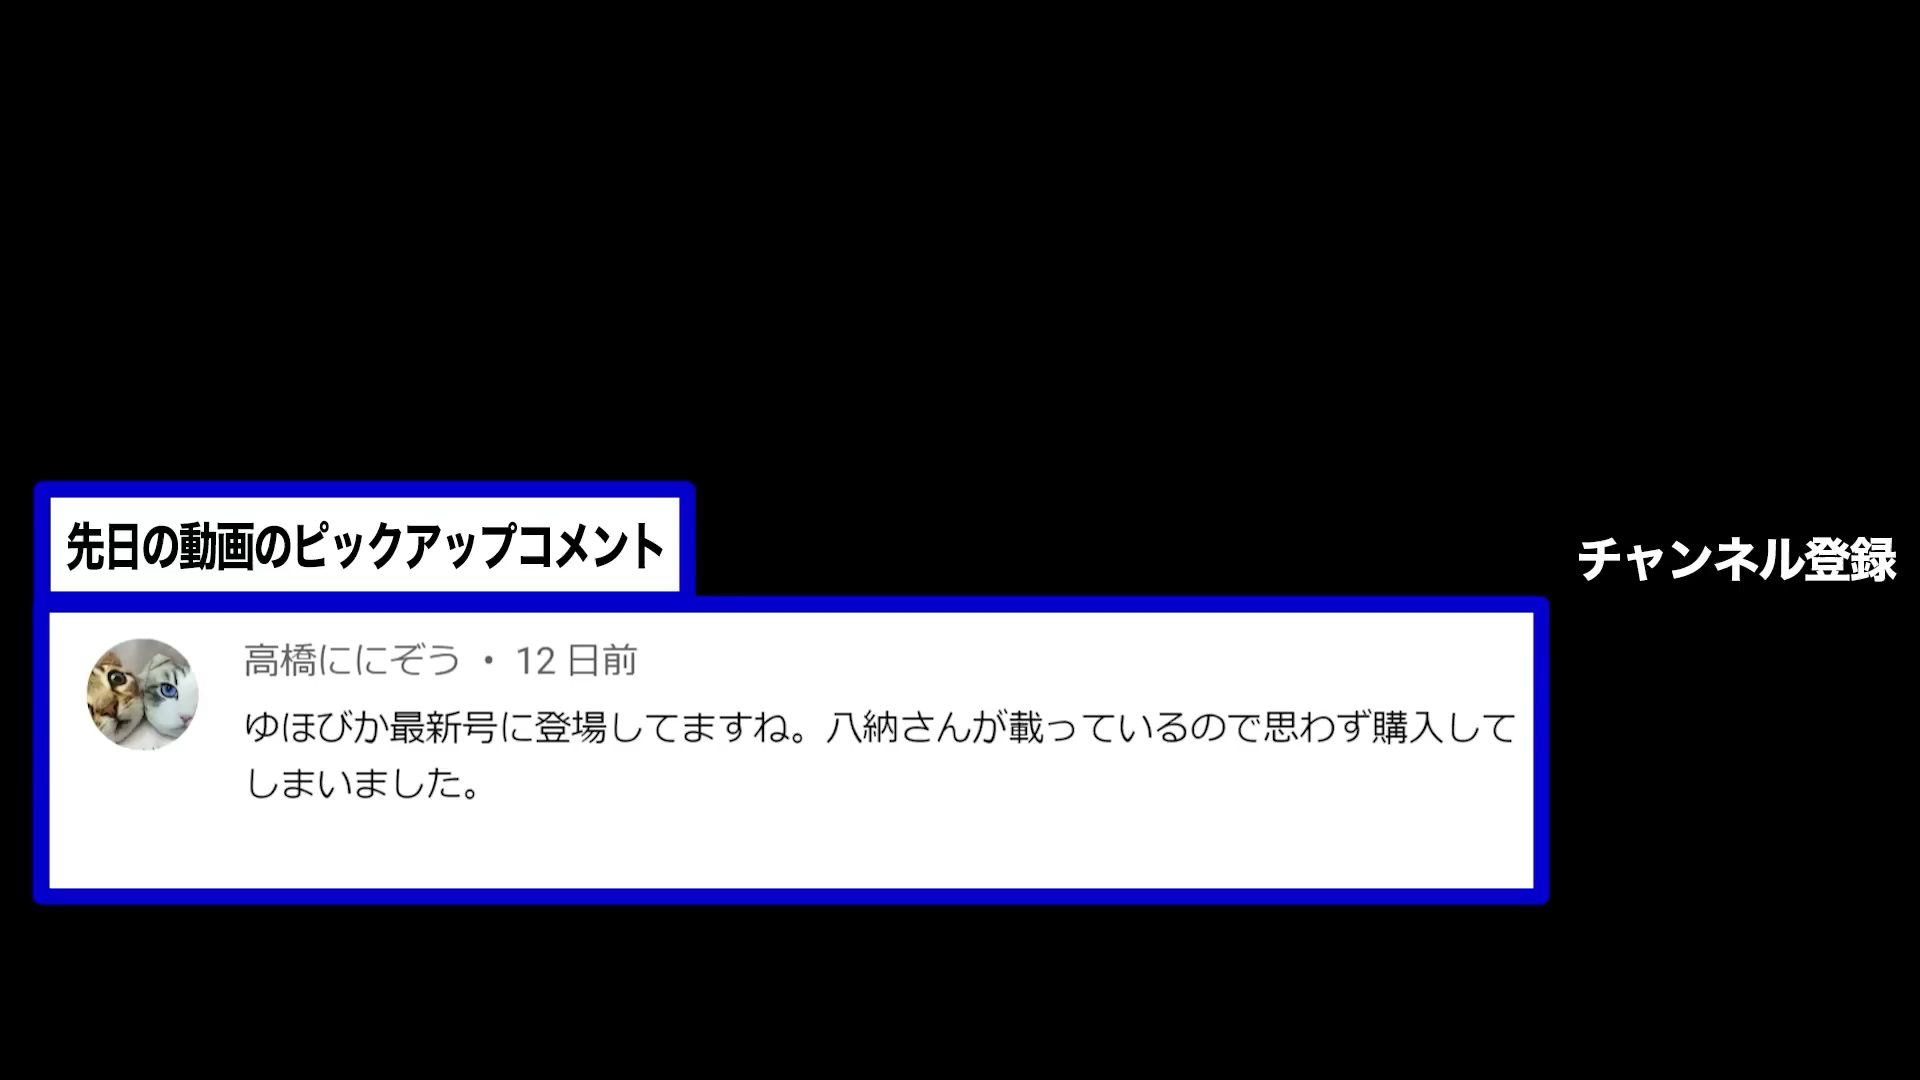 先日の動画のピックアップコメント
チャンネル登録
高橋ににぞう・12 日前
ゆほびか最新号に登場してますね。八納さんが載っているので思わず購入して
しまいました。